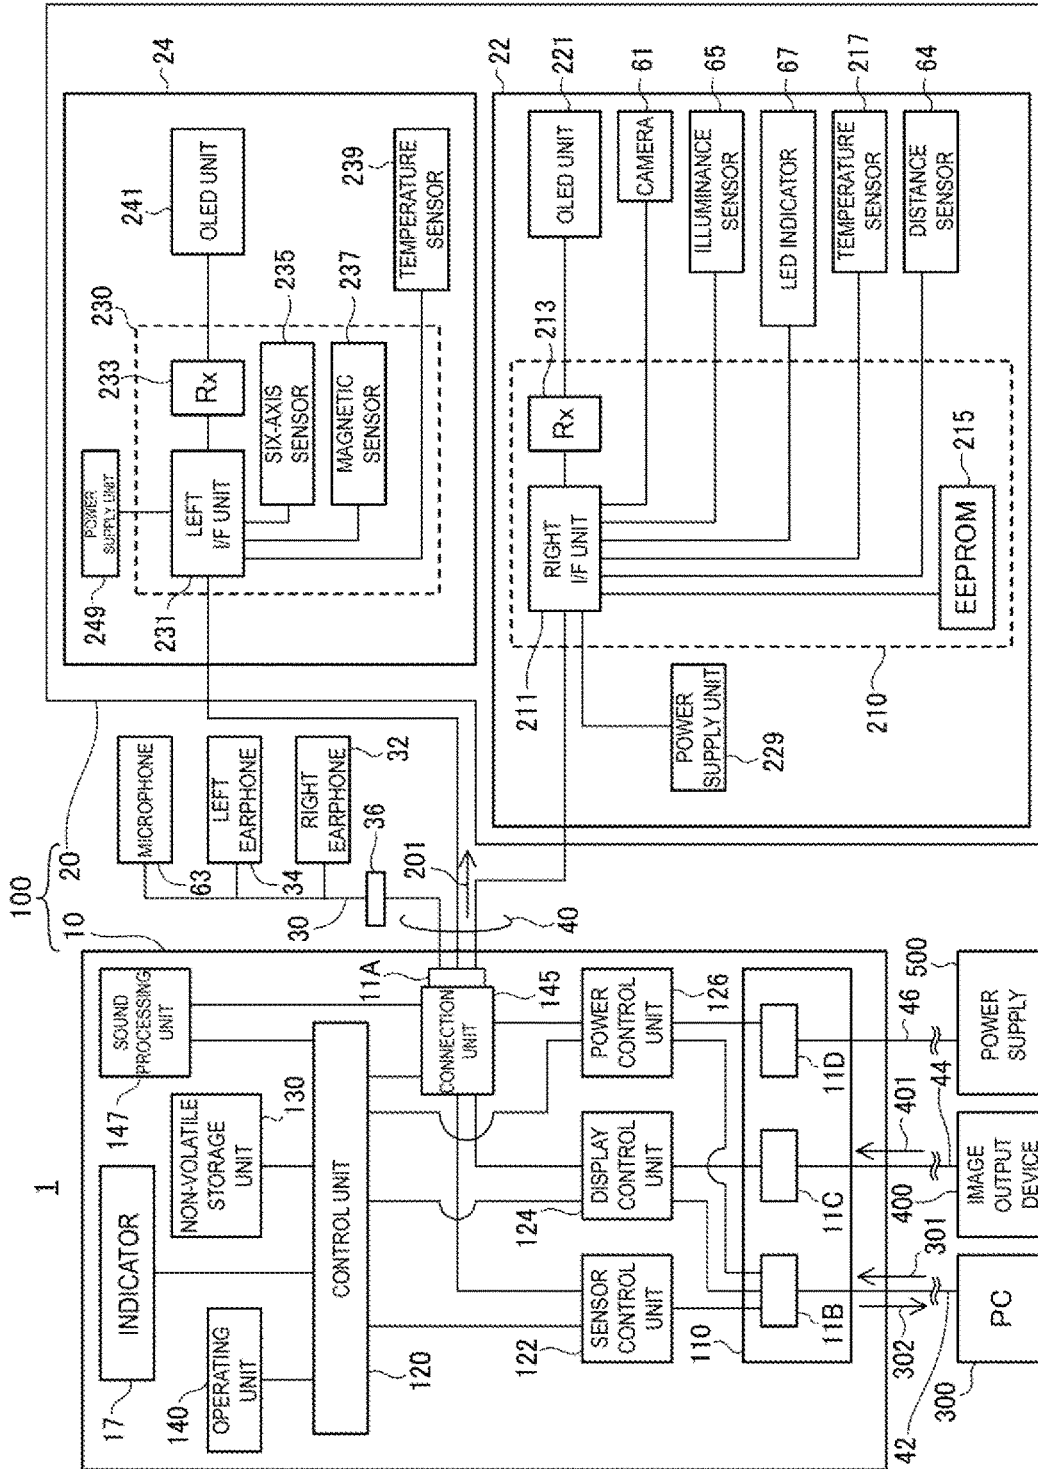 1
100
10
20
17
INDICATOR
147
SOUND
PROCESSING
UNIT
140
OPERATING
UNIT
NON-VOLATILE
STORAGE
UNIT
130
120
CONTROL UNIT
11A
CONNECTION
UNIT
145
122
SENSOR
CONTROL
UNIT
124
DISPLAY
CONTROL
UNIT
POWER
CONTROL
UNIT
126
110
11B
11C
11D
302
301
401
42
44
46
300
PC
400
IMAGE
OUTPUT
DEVICE
500
POWER
SUPPLY
MICROPHONE
63
LEFT
EARPHONE
34
RIGHT
EARPHONE
32
30
36
40
201
24
249
POWER
SUPPLY UNIT
230
233
Rx
241
OLED UNIT
231
LEFT
I/F UNIT
SIX-AXIS
SENSOR
235
MAGNETIC
SENSOR
237
TEMPERATURE
SENSOR
239
22
211
RIGHT
I/F UNIT
Rx
213
OLED UNIT
221
CAMERA
61
ILLUMINANCE
SENSOR
65
LED INDICATOR
67
TEMPERATURE
SENSOR
217
DISTANCE
SENSOR
64
POWER
SUPPLY UNIT
229
210
EEPROM
215